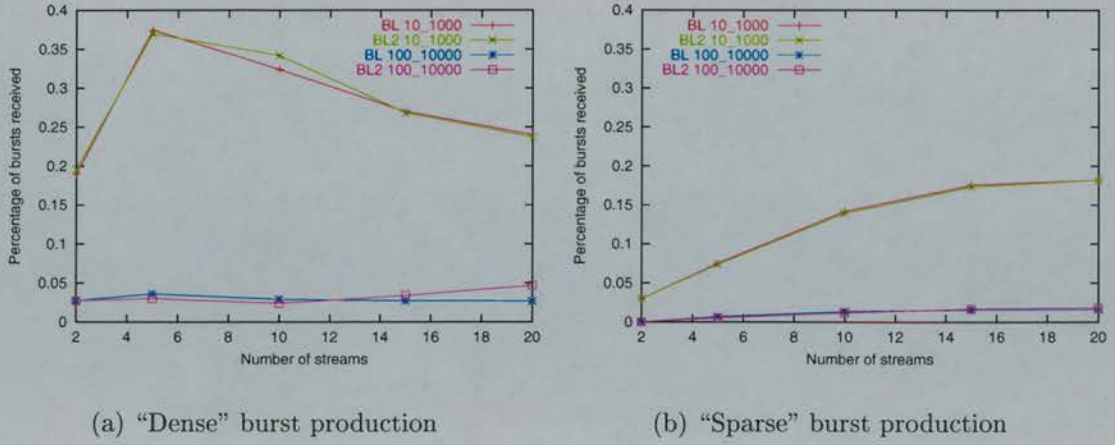 0.4
0.35
0.3
0.25
0.2
0.15
0.1
0.05
0
Percentage of bursts received
BL 10_1000
BL2 10_1000
BL 100_10000
BL2 100_10000
2 4 6 8 10 12 14 16 18 20
Number of streams
(a) “Dense” burst production
0.4
0.35
0.3
0.25
0.2
0.15
0.1
0.05
0
Percentage of bursts received
BL 10_1000
BL2 10_1000
BL 100_10000
BL2 100_10000
2 4 6 8 10 12 14 16 18 20
Number of streams
(b) “Sparse” burst production